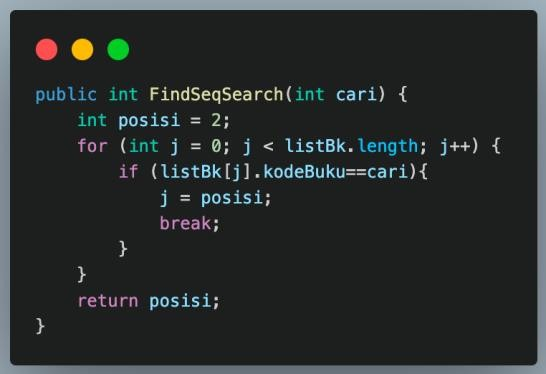 public int FindSeqSearch(int cari) {
    int posisi = 2;
    for (int j = 0; j < listBk.length; j++) {
        if (listBk[j].kodeBuku==cari){
            j = posisi;
            break;
        }
    }
    return posisi;
}